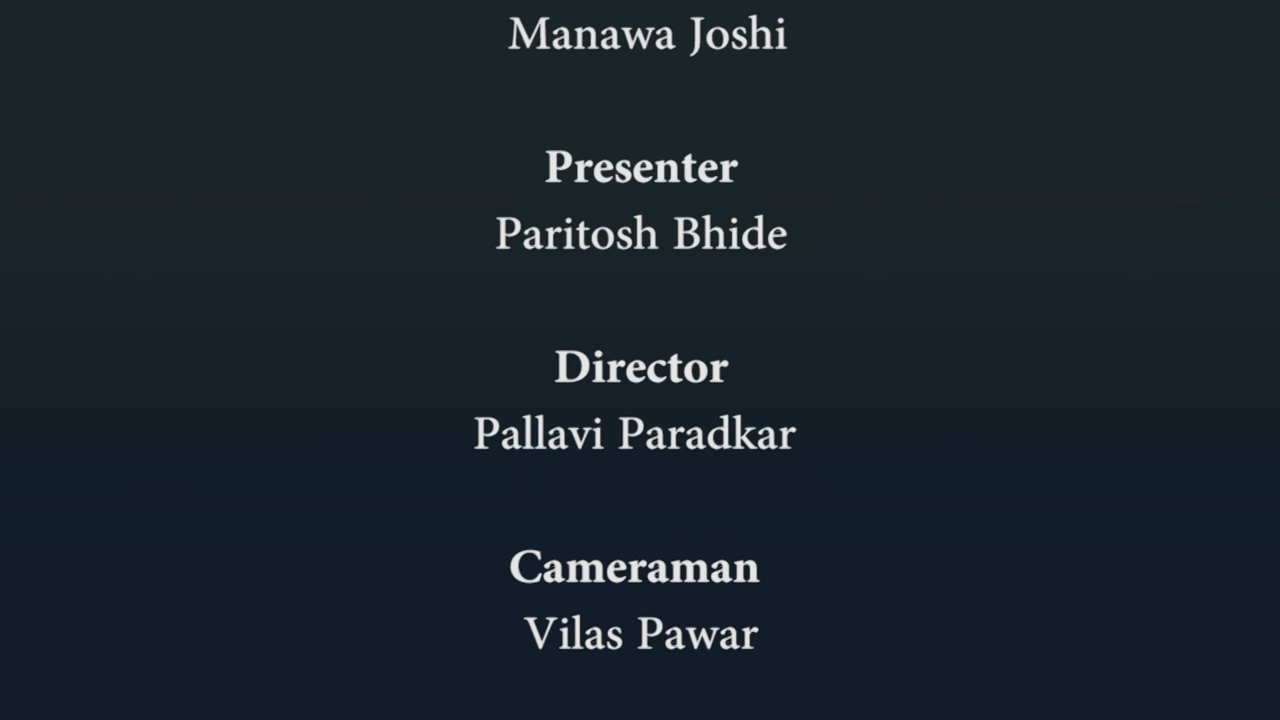 Manawa Joshi
Presenter
Paritosh Bhide
Director
Pallavi Paradkar
Cameraman
Vilas Pawar